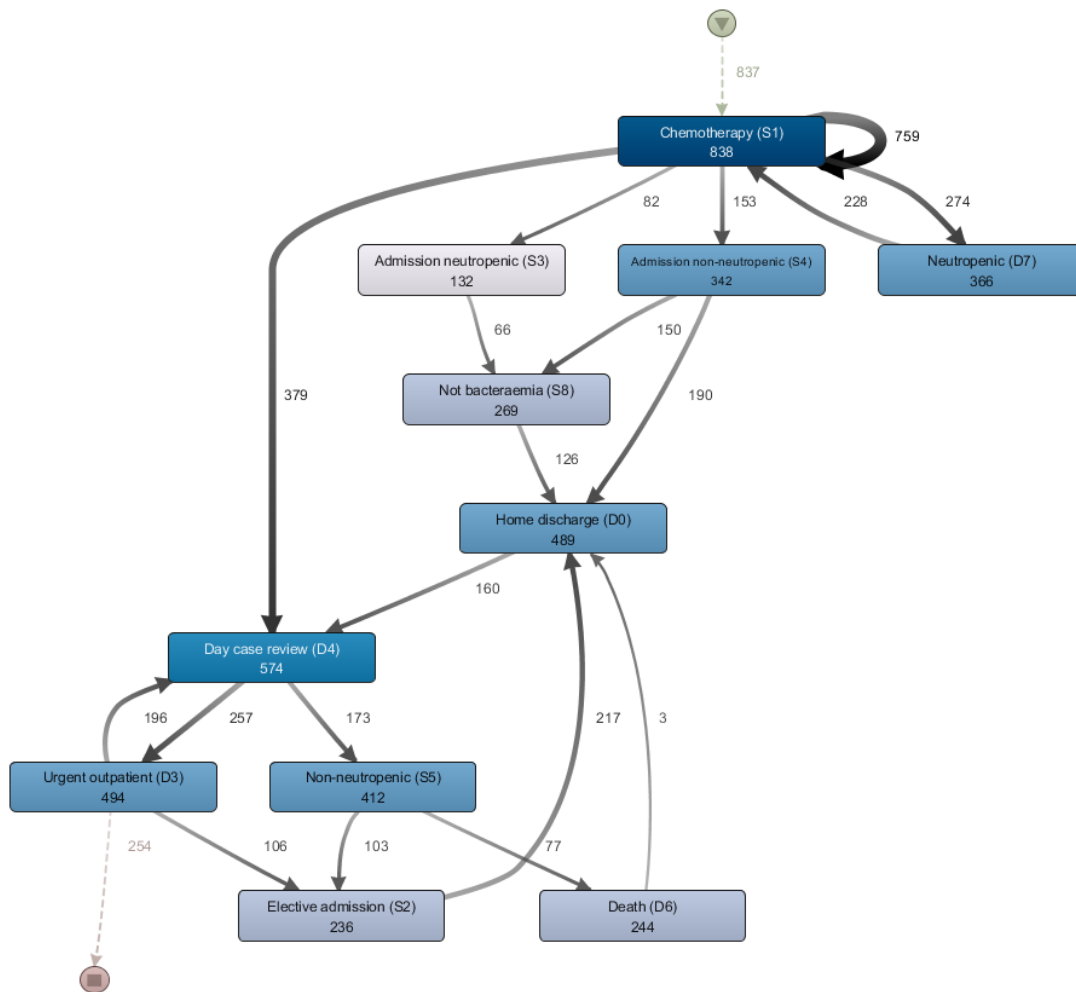 837
Chemotherapy (S1)
838
759
82
153
228
274
Admission neutropenic (S3)
132
Admission non-neutropenic (S4)
342
Neutropenic (D7)
366
66
150
Not bacteraemia (S8)
269
379
190
126
Home discharge (D0)
489
160
Day case review (D4)
574
196
257
173
217
3
Urgent outpatient (D3)
494
Non-neutropenic (S5)
412
254
106
103
77
Elective admission (S2)
236
Death (D6)
244